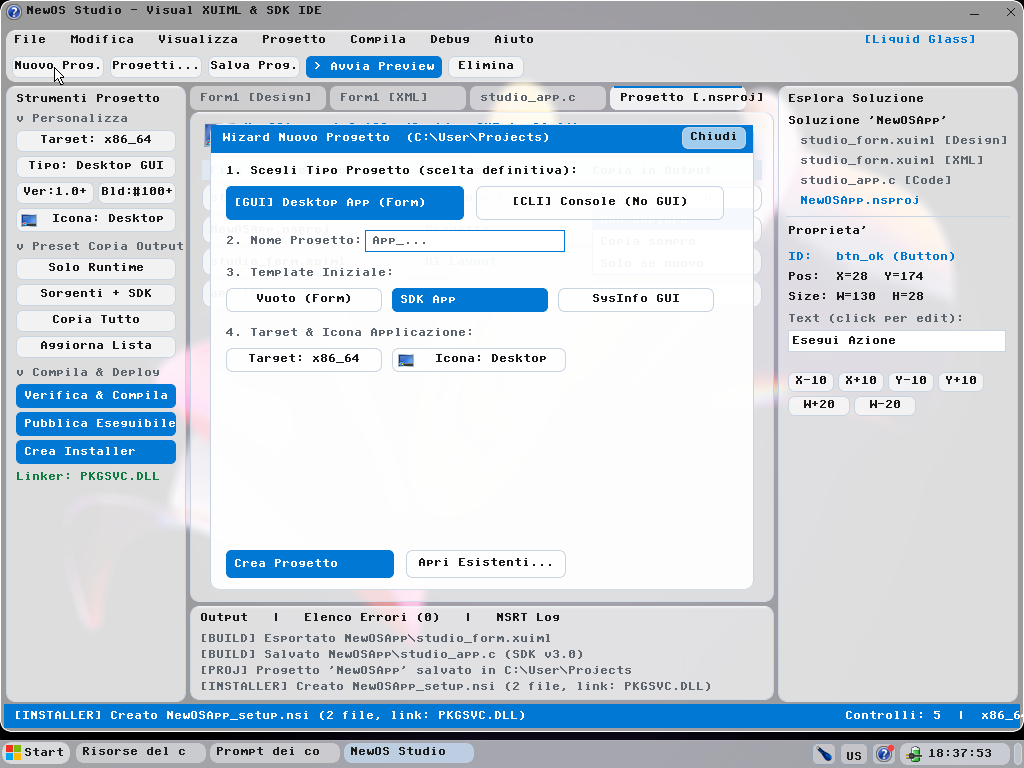 NewOS Studio - Visual XUIML & SDK IDE
File Modifica Visualizza Progetto Compila Debug Aiuto [Liquid Glass]
Nuovo Prog. Progetti... Salva Prog. > Avvia Preview Elimina
Strumenti Progetto
v Personalizza
Target: x86_64
Tipo: Desktop GUI
Ver:1.0+ Bld:#100+
Icona: Desktop
v Preset Copia Output
Solo Runtime
Sorgenti + SDK
Copia Tutto
Aggiorna Lista
v Compila & Deploy
Verifica & Compila
Pubblica Eseguibile
Crea Installer
Linker: PKGSVC.DLL
Form1 [Design] Form1 [XML] studio_app.c Progetto [.nsproj]
Wizard Nuovo Progetto (C:\User\Projects) Chiudi
1. Scegli Tipo Progetto (scelta definitiva):
Copia in Output
[GUI] Desktop App (Form) [CLI] Console (No GUI)
2. Nome Progetto: App_...
Copia sempre
3. Template Iniziale:
Solo se nuovo
Vuoto (Form) SDK App SysInfo GUI
4. Target & Icona Applicazione:
Target: x86_64 Icona: Desktop
Crea Progetto Apri Esistenti...
Output | Elenco Errori (0) | NSRT Log
[BUILD] Esportato NewOSApp\studio_form.xuiml
[BUILD] Salvato NewOSApp\studio_app.c (SDK v3.0)
[PROJ] Progetto 'NewOSApp' salvato in C:\User\Projects
[INSTALLER] Creato NewOSApp_setup.nsi (2 file, link: PKGSVC.DLL)
Esplora Soluzione
Soluzione 'NewOSApp'
studio_form.xuiml [Design]
studio_form.xuiml [XML]
studio_app.c [Code]
NewOSApp.nsproj
Proprieta'
ID: btn_ok (Button)
Pos: X=28 Y=174
Size: W=130 H=28
Text (click per edit):
Esegui Azione
X-10 X+10 Y-10 Y+10
W+20 W-20
[INSTALLER] Creato NewOSApp_setup.nsi (2 file, link: PKGSVC.DLL) Controlli: 5 | x86_6
Start Risorse del c Prompt dei co NewOS Studio US 18:37:53